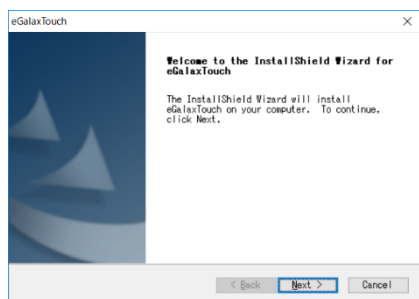 eGalaxTouch
Welcome to the InstallShield Wizard for
eGalaxTouch
The InstallShield Wizard will install
eGalaxTouch on your computer. To continue,
click Next.
< Back Next > Cancel